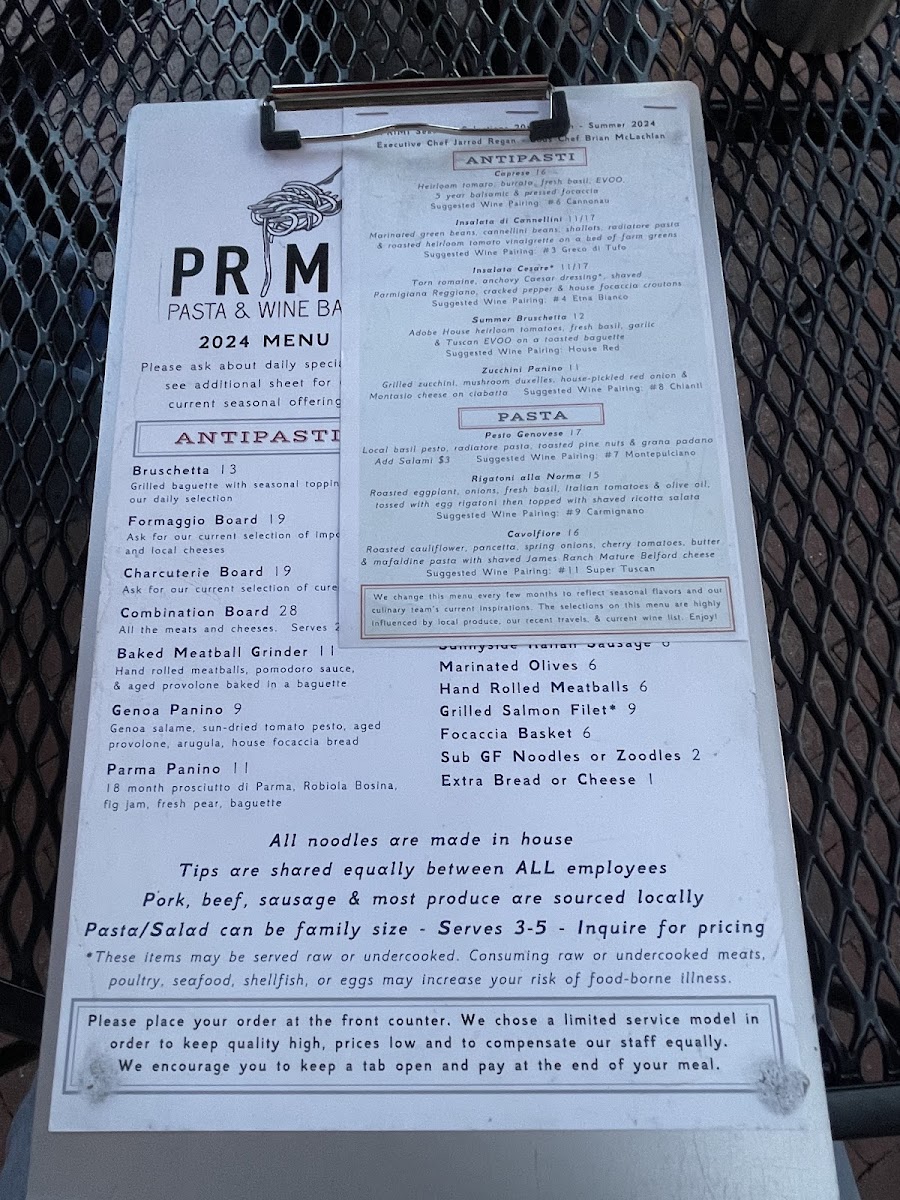 PRIMI
PASTA & WINE BA
2024 MENU
Please ask about daily speci
see additional sheet for
current seasonal offering
ANTIPASTI
Bruschetta 13
Grilled baguette with seasonal toppin
our daily selection
Formaggio Board 19
Ask for our current selection of imp
and local cheeses
Charcuterie Board 19
Ask for our current selection of cure
Combination Board 28
All the meats and cheeses. Serves 2
Baked Meatball Grinder 11
Hand rolled meatballs, pomodoro sauce,
& aged provolone baked in a baguette
Genoa Panino 9
Genoa salame, sun-dried tomato pesto, aged
provolone, arugula, house focaccia bread
Parma Panino 11
18 month prosciutto di Parma, Robiola Bosina,
fig jam, fresh pear, baguette
- Summer 2024
Executive Chef Jarrod Regan - Chef Brian McLachlan
ANTIPASTI
Caprese 16
Heirloom tomato, burrata, fresh basil, EVOO,
5 year balsamic & pressed focaccia
Suggested Wine Pairing: #6 Cannonau
Insalata di Cannellini 11/17
Marinated green beans, cannellini beans, shallots, radiatore pasta
& roasted heirloom tomato vinaigrette on a bed of farm greens
Suggested Wine Pairing: #3 Greco di Tufo
Insalata Cesare* 11/17
Torn romaine, anchovy Caesar dressing*, shaved
Parmigiana Reggiano, cracked pepper & house focaccia croutons
Suggested Wine Pairing: #4 Etna Bianco
Summer Bruschetta 12
Adobe House heirloom tomatoes, fresh basil, garlic
& Tuscan EVOO on a toasted baguette
Suggested Wine Pairing: House Red
Zucchini Panino 11
Grilled zucchini, mushroom duxelles, house-pickled red onion &
Montasio cheese on ciabatta Suggested Wine Pairing: #8 Chianti
PASTA
Pesto Genovese 17
Local basil pesto, radiatore pasta, toasted pine nuts & grana padano
Add Salami $3 Suggested Wine Pairing: #7 Montepulciano
Rigatoni alla Norma 15
Roasted eggplant, onions, fresh basil, Italian tomatoes & olive oil,
tossed with egg rigatoni then topped with shaved ricotta salata
Suggested Wine Pairing: #9 Carmignano
Cavolfiore 16
Roasted cauliflower, pancetta, spring onions, cherry tomatoes, butter
& mafaldine pasta with shaved James Ranch Mature Belford cheese
Suggested Wine Pairing: #11 Super Tuscan
We change this menu every few months to reflect seasonal flavors and our
culinary team's current inspirations. The selections on this menu are highly
influenced by local produce, our recent travels, & current wine list. Enjoy!
Sunnyside Italian Sausage 6
Marinated Olives 6
Hand Rolled Meatballs 6
Grilled Salmon Filet* 9
Focaccia Basket 6
Sub GF Noodles or Zoodles 2
Extra Bread or Cheese 1
All noodles are made in house
Tips are shared equally between ALL employees
Pork, beef, sausage & most produce are sourced locally
Pasta/Salad can be family size - Serves 3-5 - Inquire for pricing
*These items may be served raw or undercooked. Consuming raw or undercooked meats,
poultry, seafood, shellfish, or eggs may increase your risk of food-borne illness.
Please place your order at the front counter. We chose a limited service model in
order to keep quality high, prices low and to compensate our staff equally.
We encourage you to keep a tab open and pay at the end of your meal.